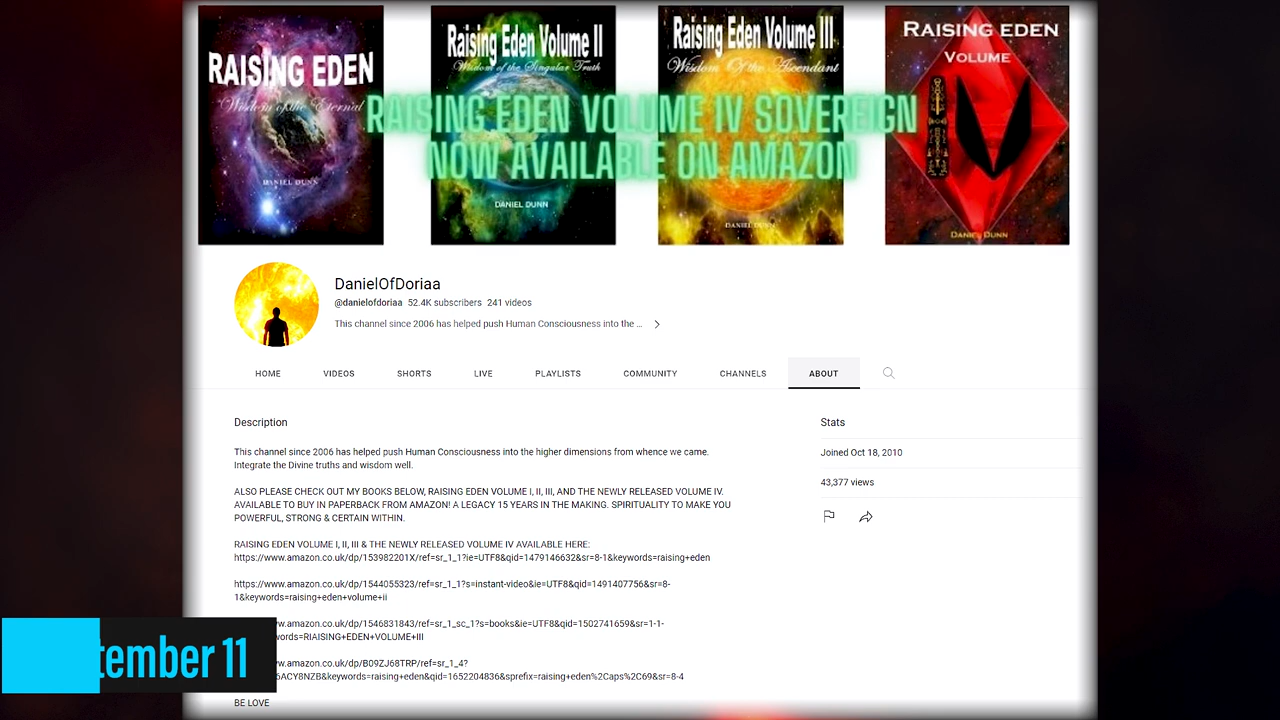 RAISING EDEN
Wisdom of the Eternal
DANIEL DUNN
Raising Eden Volume II
Wisdom of the Singular Truth
DANIEL DUNN
Raising Eden Volume III
Wisdom Of the Ascendant
DANIEL DUNN
RAISING EDEN
VOLUME
DANIEL DUNN
RAISING EDEN VOLUME IV SOVEREIGN
NOW AVAILABLE ON AMAZON
DanielOfDoriaa
@danielofdoriaa 52.4K subscribers 241 videos
This channel since 2006 has helped push Human Consciousness into the ...
HOME VIDEOS SHORTS LIVE PLAYLISTS COMMUNITY CHANNELS ABOUT
Description
This channel since 2006 has helped push Human Consciousness into the higher dimensions from whence we came.
Integrate the Divine truths and wisdom well.
ALSO PLEASE CHECK OUT MY BOOKS BELOW, RAISING EDEN VOLUME I, II, III, AND THE NEWLY RELEASED VOLUME IV.
AVAILABLE TO BUY IN PAPERBACK FROM AMAZON! A LEGACY 15 YEARS IN THE MAKING. SPIRITUALITY TO MAKE YOU
POWERFUL, STRONG & CERTAIN WITHIN.
RAISING EDEN VOLUME I, II, III & THE NEWLY RELEASED VOLUME IV AVAILABLE HERE:
https://www.amazon.co.uk/dp/153982201X/ref=sr_1_1?ie=UTF8&qid=1479146632&sr=8-1&keywords=raising+eden
https://www.amazon.co.uk/dp/1544055323/ref=sr_1_1?s=instant-video&ie=UTF8&qid=1491407756&sr=8-
1&keywords=raising+eden+volume+ii
w.amazon.co.uk/dp/1546831843/ref=sr_1_sc_1?s=books&ie=UTF8&qid=1502741659&sr=1-1-
words=RIAISING+EDEN+VOLUME+III
w.amazon.co.uk/dp/B09ZJ68TRP/ref=sr_1_4?
6ACY8NZB&keywords=raising+eden&qid=1652204836&sprefix=raising+eden%2Caps%2C69&sr=8-4
BE LOVE
Stats
Joined Oct 18, 2010
43,377 views
tember 11